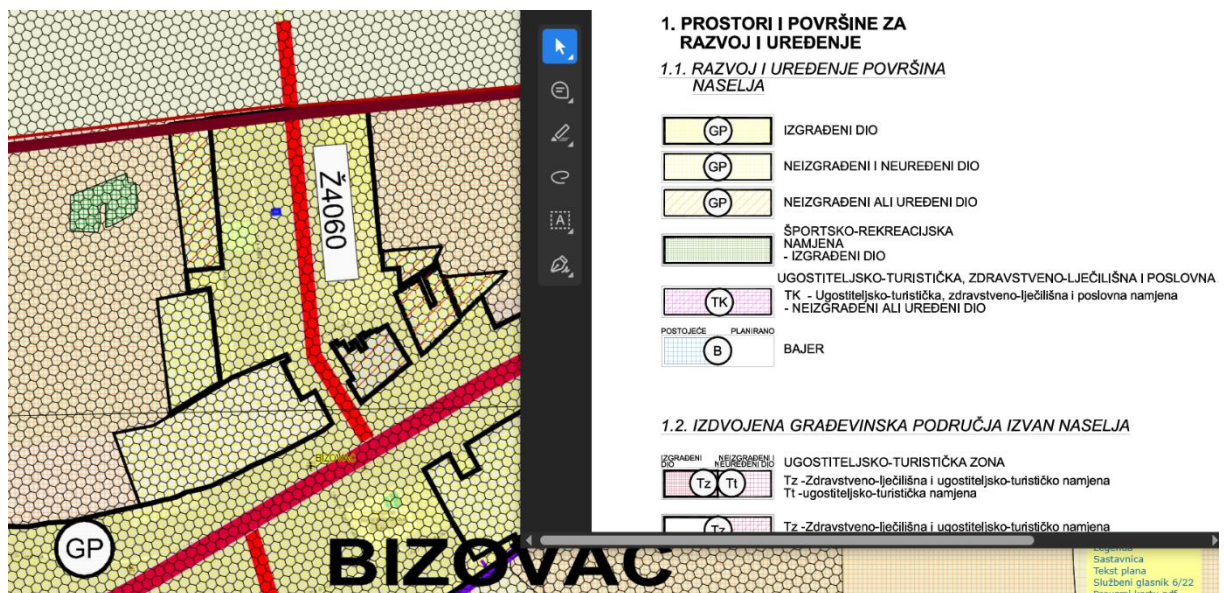 Ž4060
BIZOVAC
GP
BIZOVAC
1. PROSTORI I POVRŠINE ZA
RAZVOJ I UREĐENJE
1.1. RAZVOJ I UREĐENJE POVRŠINA
NASELJA
GP IZGRAĐENI DIO
GP NEIZGRAĐENI I NEUREĐENI DIO
GP NEIZGRAĐENI ALI UREĐENI DIO
ŠPORTSKO-REKREACIJSKA
NAMJENA
- IZGRAĐENI DIO
UGOSTITELJSKO-TURISTIČKA, ZDRAVSTVENO-LJEČILIŠNA I POSLOVNA
TK TK - Ugostiteljsko-turistička, zdravstveno-lječilišna i poslovna namjena
- NEIZGRAĐENI ALI UREĐENI DIO
POSTOJEĆE PLANIRANO
B BAJER
1.2. IZDVOJENA GRAĐEVINSKA PODRUČJA IZVAN NASELJA
IZGRAĐENI DIO NEIZGRAĐENI I NEUREĐENI DIO
UGOSTITELJSKO-TURISTIČKA ZONA
Tz Tt Tz -Zdravstveno-lječilišna i ugostiteljsko-turističko namjena
Tt -ugostiteljsko-turistička namjena
Tz Tz -Zdravstveno-lječilišna i ugostiteljsko-turističko namjena
Legenda
Sastavnica
Tekst plana
Službeni glasnik 6/22